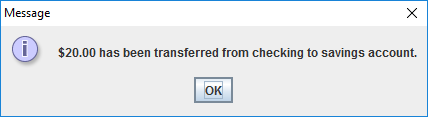 Message
$20.00 has been transferred from checking to savings account.
OK